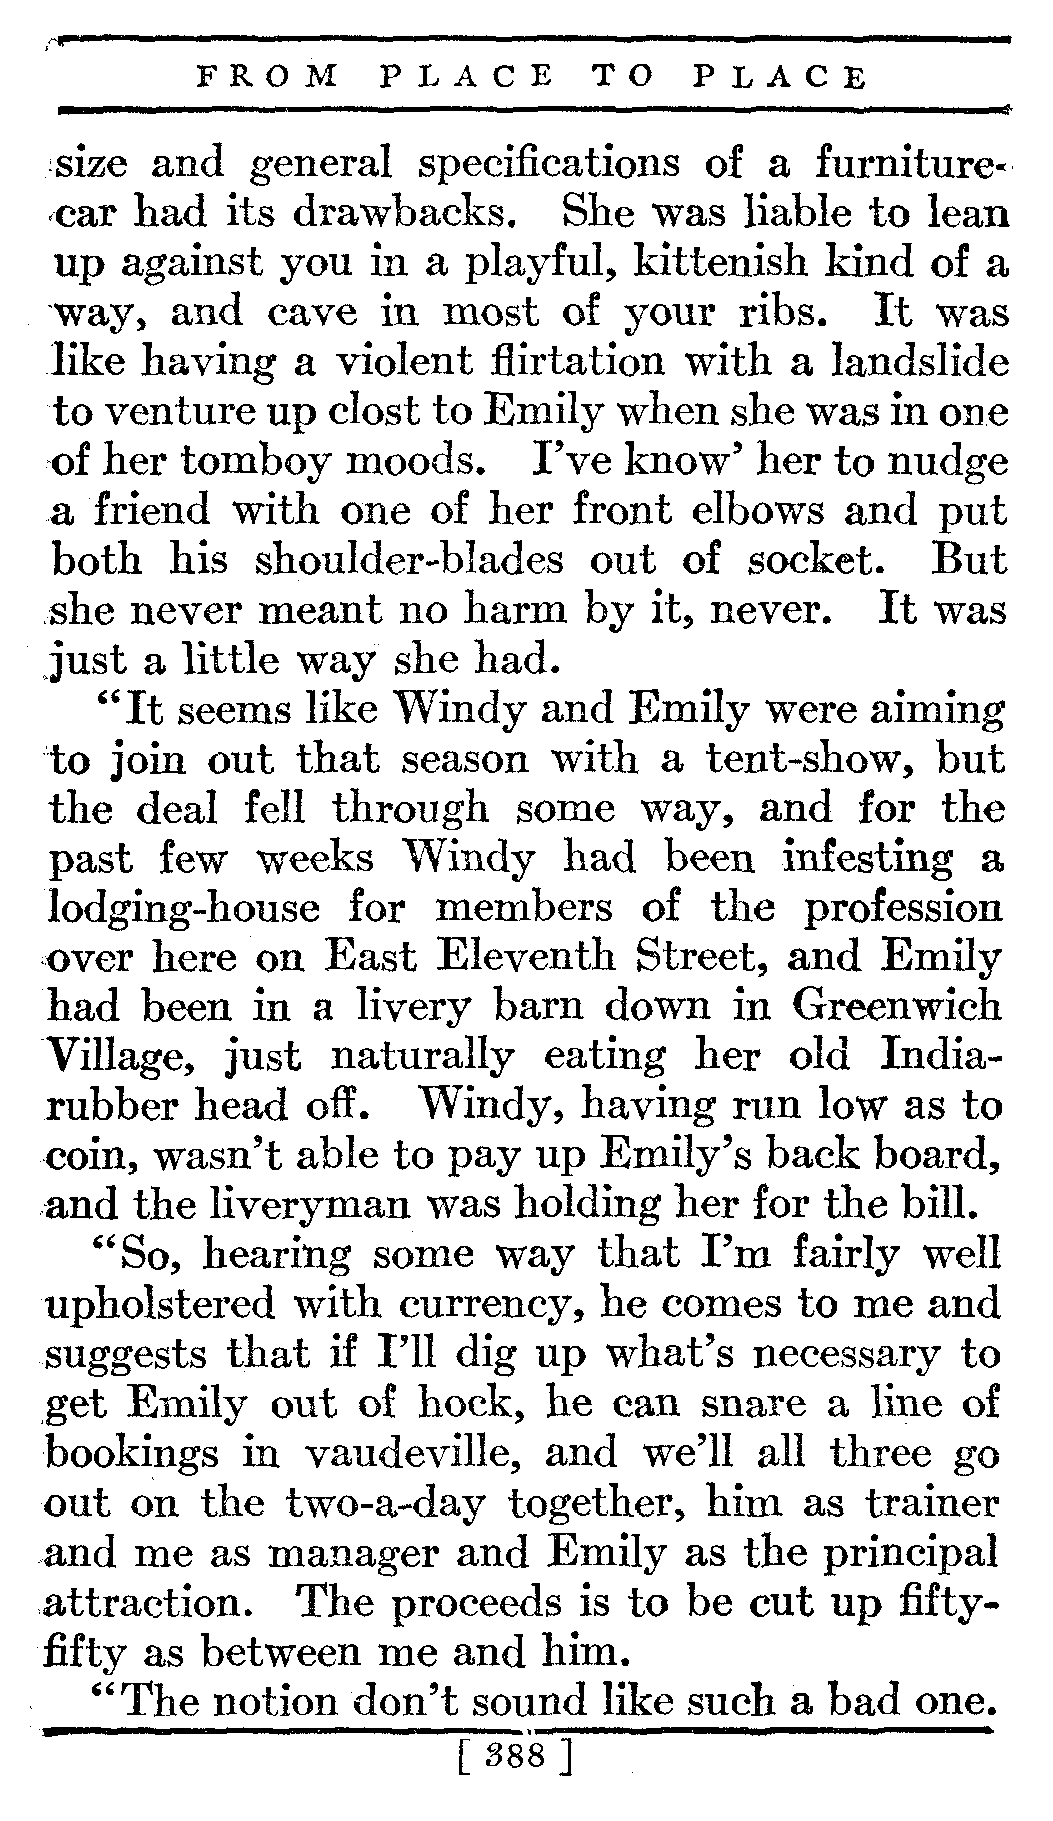 FROM PLACE TO PLACE
size and general specifications of a furniture-
car had its drawbacks. She was liable to lean
up against you in a playful, kittenish kind of a
way, and cave in most of your ribs. It was
like having a violent flirtation with a landslide
to venture up clost to Emily when she was in one
of her tomboy moods. I've know' her to nudge
a friend with one of her front elbows and put
both his shoulder-blades out of socket. But
she never meant no harm by it, never. It was
just a little way she had.
"It seems like Windy and Emily were aiming
to join out that season with a tent-show, but
the deal fell through some way, and for the
past few weeks Windy had been infesting a
lodging-house for members of the profession
over here on East Eleventh Street, and Emily
had been in a livery barn down in Greenwich
Village, just naturally eating her old India-
rubber head off. Windy, having run low as to
coin, wasn't able to pay up Emily's back board,
and the liveryman was holding her for the bill.
"So, hearing some way that I'm fairly well
upholstered with currency, he comes to me and
suggests that if I'll dig up what's necessary to
get Emily out of hock, he can snare a line of
bookings in vaudeville, and we'll all three go
out on the two-a-day together, him as trainer
and me as manager and Emily as the principal
attraction. The proceeds is to be cut up fifty-
fifty as between me and him.
"The notion don't sound like such a bad one.
[ 388 ]